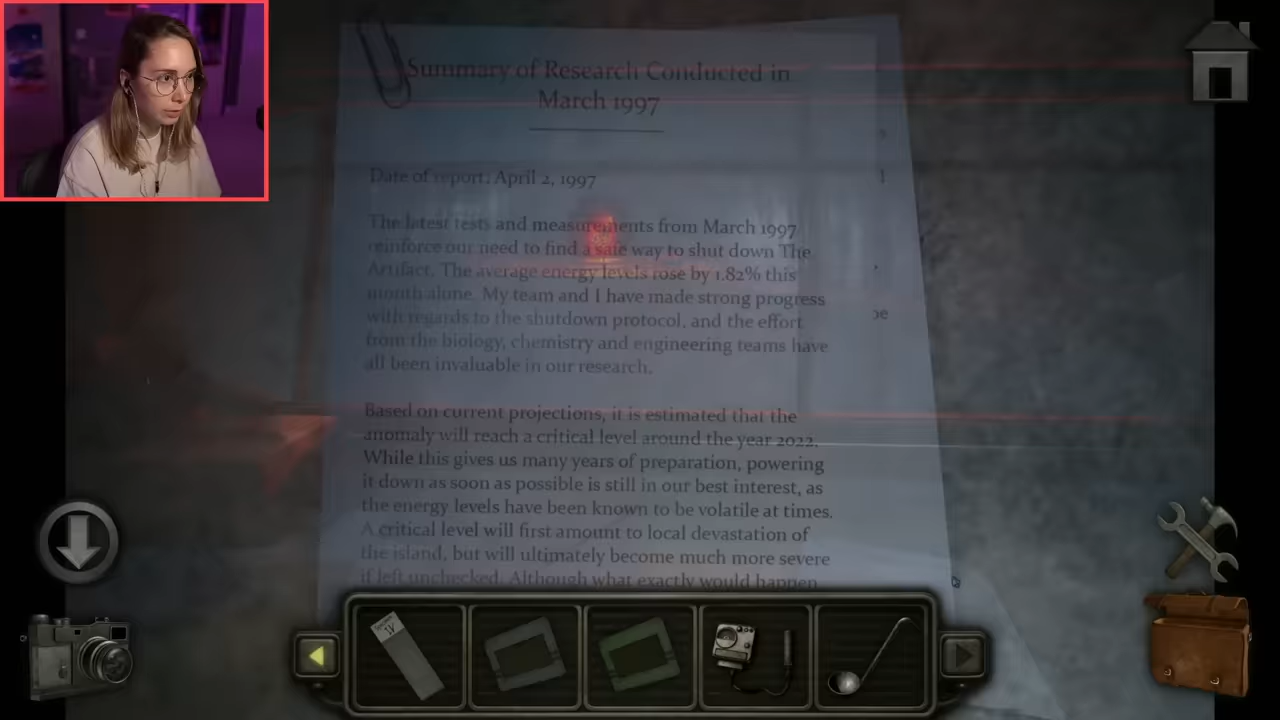 Summary of Research Conducted in
March 1997
Date of report: April 2, 1997
The latest tests and measurements from March 1997
reinforce our need to find a safe way to shut down The
Artifact. The average energy levels rose by 1.82% this
month alone. My team and I have made strong progress
with regards to the shutdown protocol, and the effort
from the biology, chemistry and engineering teams have
all been invaluable in our research.
Based on current projections, it is estimated that the
anomaly will reach a critical level around the year 2022.
While this gives us many years of preparation, powering
it down as soon as possible is still in our best interest, as
the energy levels have been known to be volatile at times.
A critical level will first amount to local devastation of
the island, but will ultimately become much more severe
if left unchecked. Although what exactly would happen